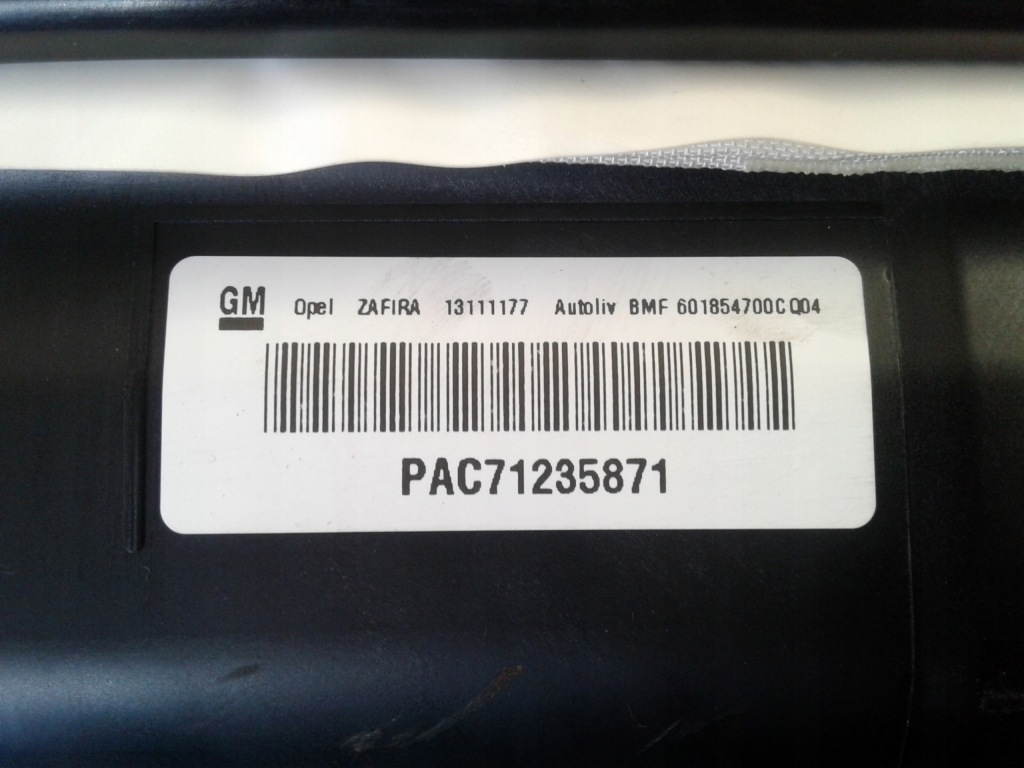 GM Opel ZAFIRA 13111177 Autoliv BMF 601854700C Q04
PAC71235871